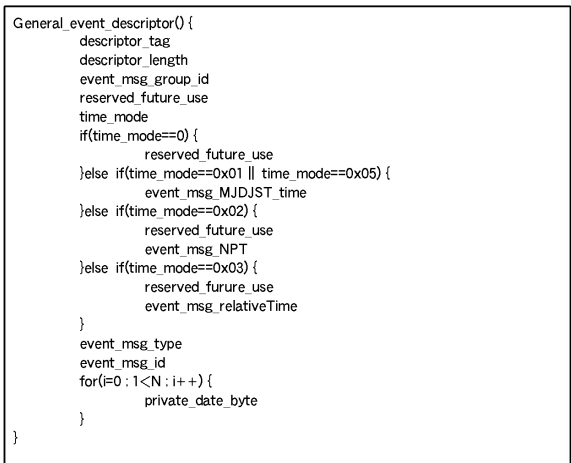 General_event_descriptor() {
descriptor_tag
descriptor_length
event_msg_group_id
reserved_future_use
time_mode
if(time_mode==0) {
reserved_future_use
}else if(time_mode==0x01 || time_mode==0x05) {
event_msg_MJDJST_time
}else if(time_mode==0x02) {
reserved_future_use
event_msg_NPT
}else if(time_mode==0x03) {
reserved_furure_use
event_msg_relativeTime
}
event_msg_type
event_msg_id
for(i=0 ; 1<N ; i++) {
private_date_byte
}
}